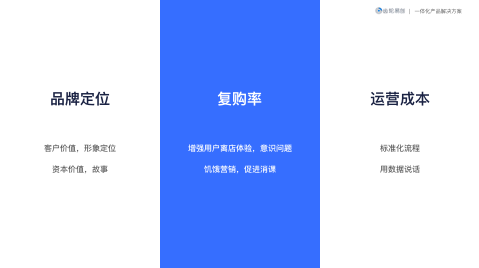 一体化产品解决方案
品牌定位
客户价值，形象定位
资本价值，故事
复购率
增强用户离店体验，意识问题
饥饿营销，促进消课
运营成本
标准化流程
用数据说话